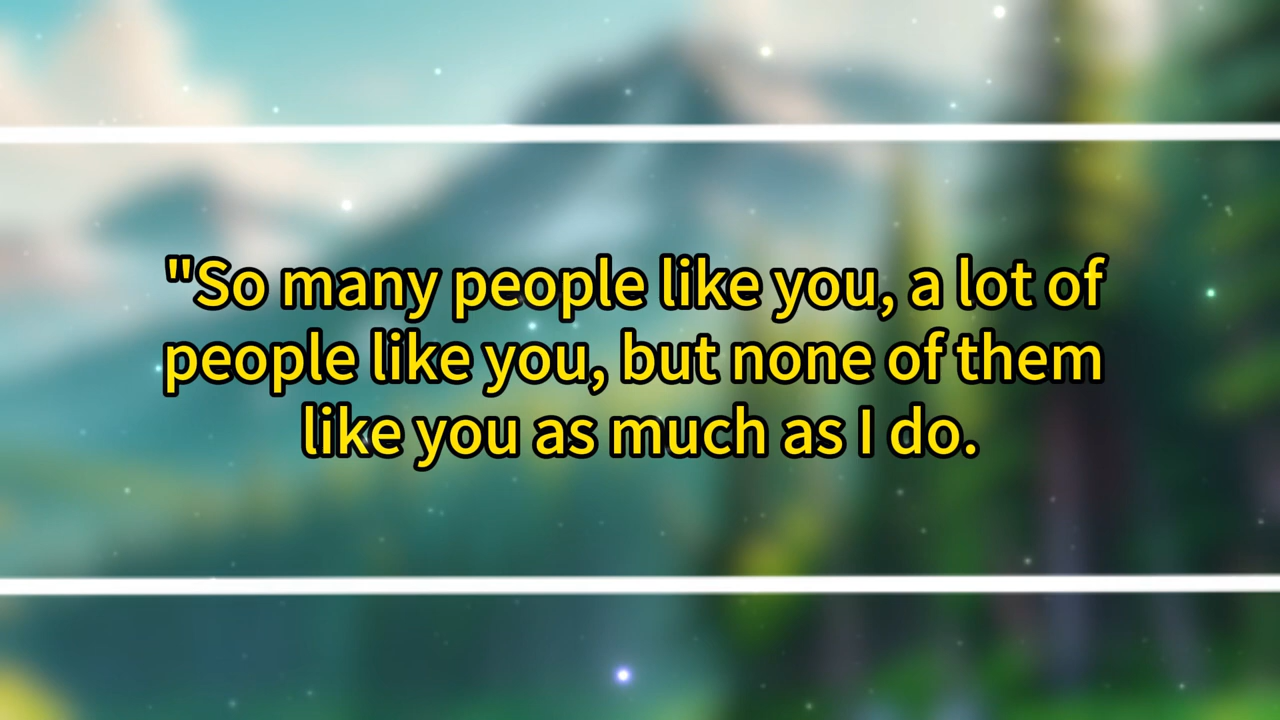 "So many people like you, a lot of
people like you, but none of them
like you as much as I do.